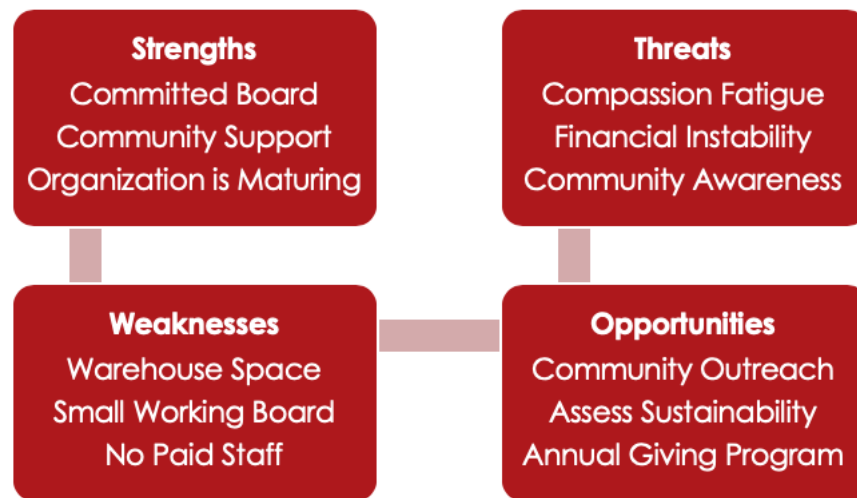 Strengths
Committed Board
Community Support
Organization is Maturing
Threats
Compassion Fatigue
Financial Instability
Community Awareness
Weaknesses
Warehouse Space
Small Working Board
No Paid Staff
Opportunities
Community Outreach
Assess Sustainability
Annual Giving Program